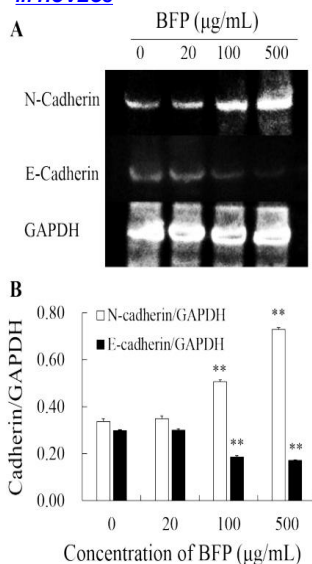 A
BFP (μg/mL)
0 20 100 500
N-Cadherin
E-Cadherin
GAPDH
B
0.80
0.60
0.40
0.20
0.00
Cadherin/GAPDH
N-cadherin/GAPDH
E-cadherin/GAPDH
** **
** **
0 20 100 500
Concentration of BFP (μg/mL)